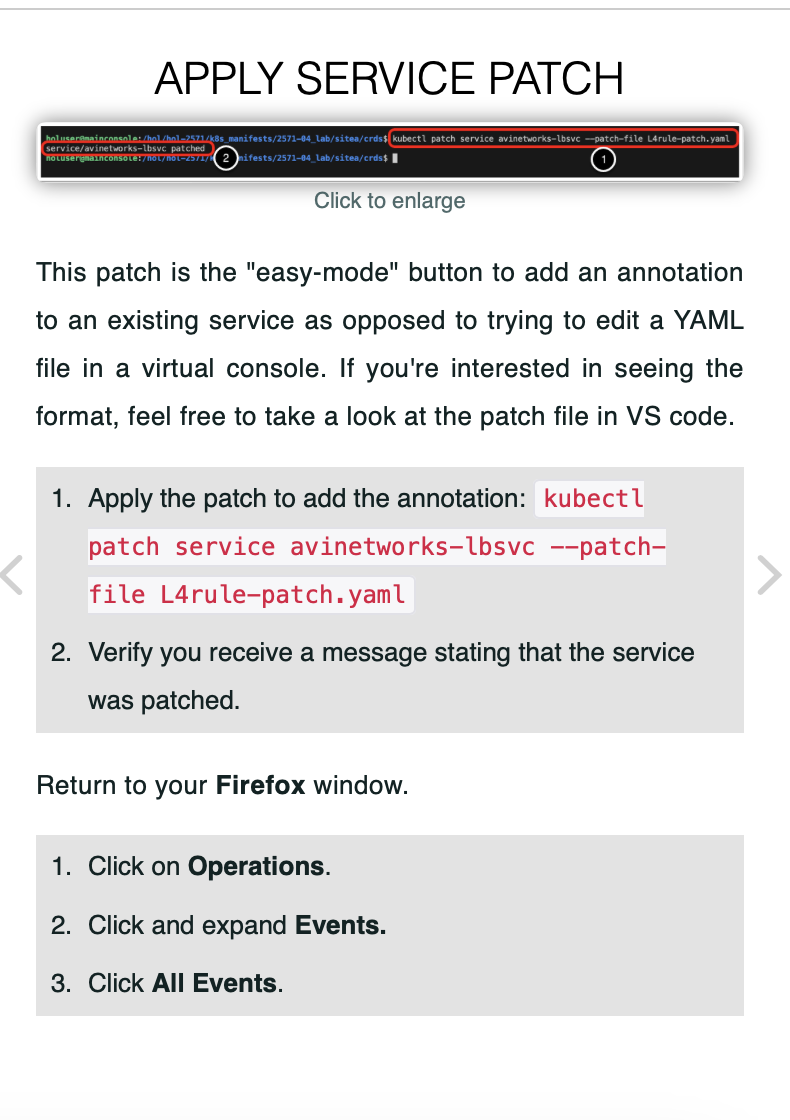 APPLY SERVICE PATCH
holuser@mainconsole:/hol/hol-2571/k8s_manifests/2571-04_lab/sitea/crds$ kubectl patch service avinetworks-lbsvc --patch-file L4rule-patch.yaml
service/avinetworks-lbsvc patched
holuser@mainconsole:/hol/hol-2571/k8s_manifests/2571-04_lab/sitea/crds$
2
1
Click to enlarge
This patch is the "easy-mode" button to add an annotation
to an existing service as opposed to trying to edit a YAML
file in a virtual console. If you're interested in seeing the
format, feel free to take a look at the patch file in VS code.
1. Apply the patch to add the annotation: kubectl
patch service avinetworks-lbsvc --patch-
file L4rule-patch.yaml
2. Verify you receive a message stating that the service
was patched.
Return to your Firefox window.
1. Click on Operations.
2. Click and expand Events.
3. Click All Events.